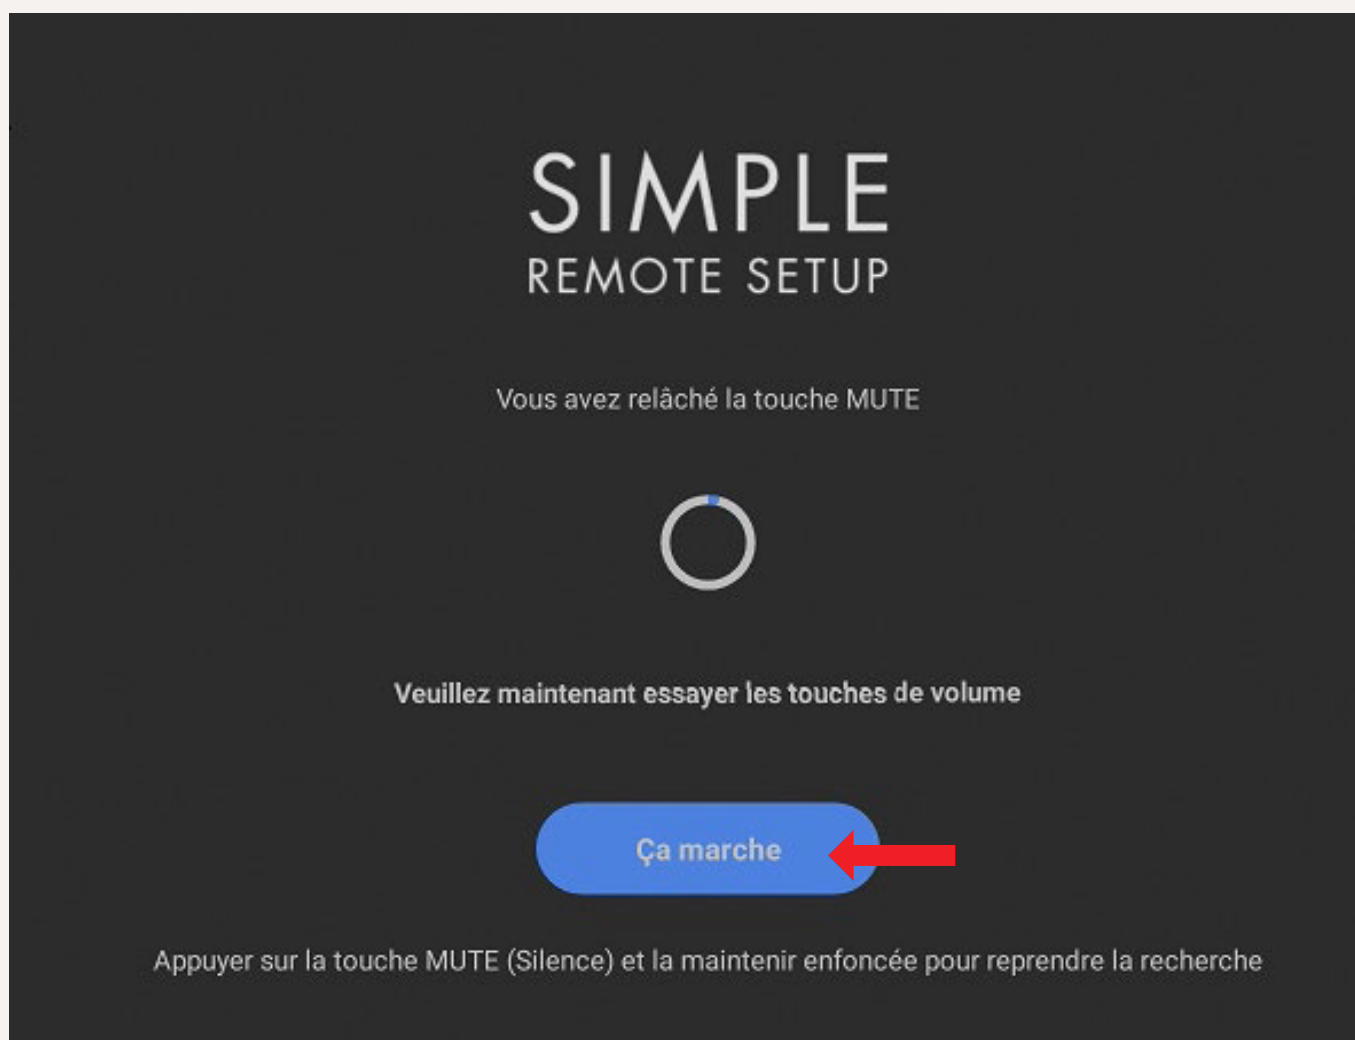 SIMPLE
REMOTE SETUP
Vous avez relâché la touche MUTE
Veuillez maintenant essayer les touches de volume
Ça marche
Appuyer sur la touche MUTE (Silence) et la maintenir enfoncée pour reprendre la recherche